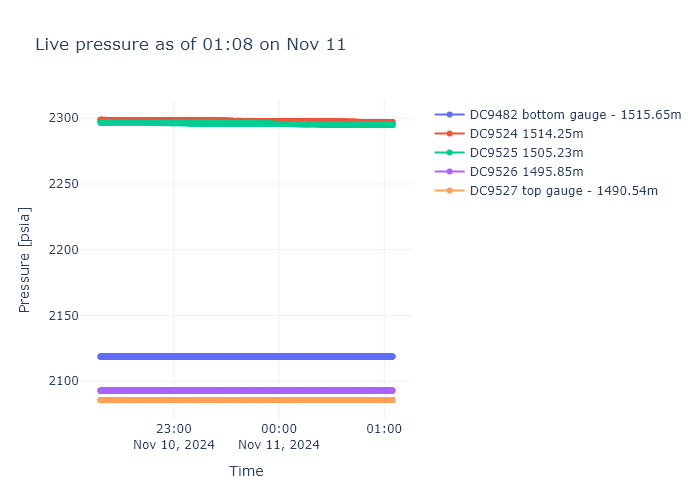 Live pressure as of 01:08 on Nov 11
Pressure [psia]
2300
2250
2200
2150
2100
23:00
Nov 10, 2024
00:00
Nov 11, 2024
01:00
Time
DC9482 bottom gauge - 1515.65m
DC9524 1514.25m
DC9525 1505.23m
DC9526 1495.85m
DC9527 top gauge - 1490.54m